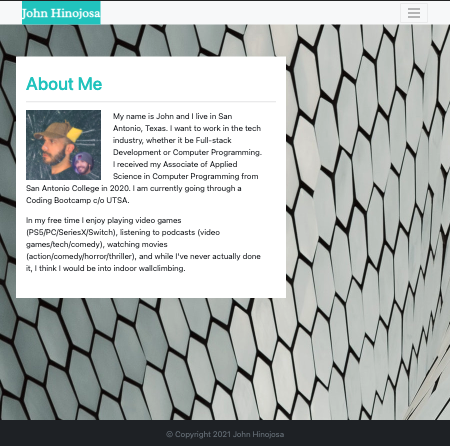 John Hinojosa
About Me
My name is John and I live in San
Antonio, Texas. I want to work in the tech
industry, whether it be Full-stack
Development or Computer Programming.
I received my Associate of Applied
Science in Computer Programming from
San Antonio College in 2020. I am currently going through a
Coding Bootcamp c/o UTSA.
In my free time I enjoy playing video games
(PS5/PC/SeriesX/Switch), listening to podcasts (video
games/tech/comedy), watching movies
(action/comedy/horror/thriller), and while I've never actually done
it, I think I would be into indoor wallclimbing.
© Copyright 2021 John Hinojosa